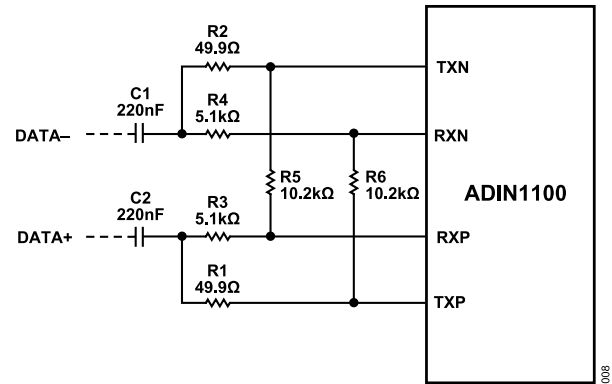 R2
49.9Ω
TXN
C1
220nF
R4
5.1kΩ
DATA–
RXN
R5
10.2kΩ
R6
10.2kΩ
ADIN1100
C2
220nF
R3
5.1kΩ
DATA+
RXP
R1
49.9Ω
TXP
008